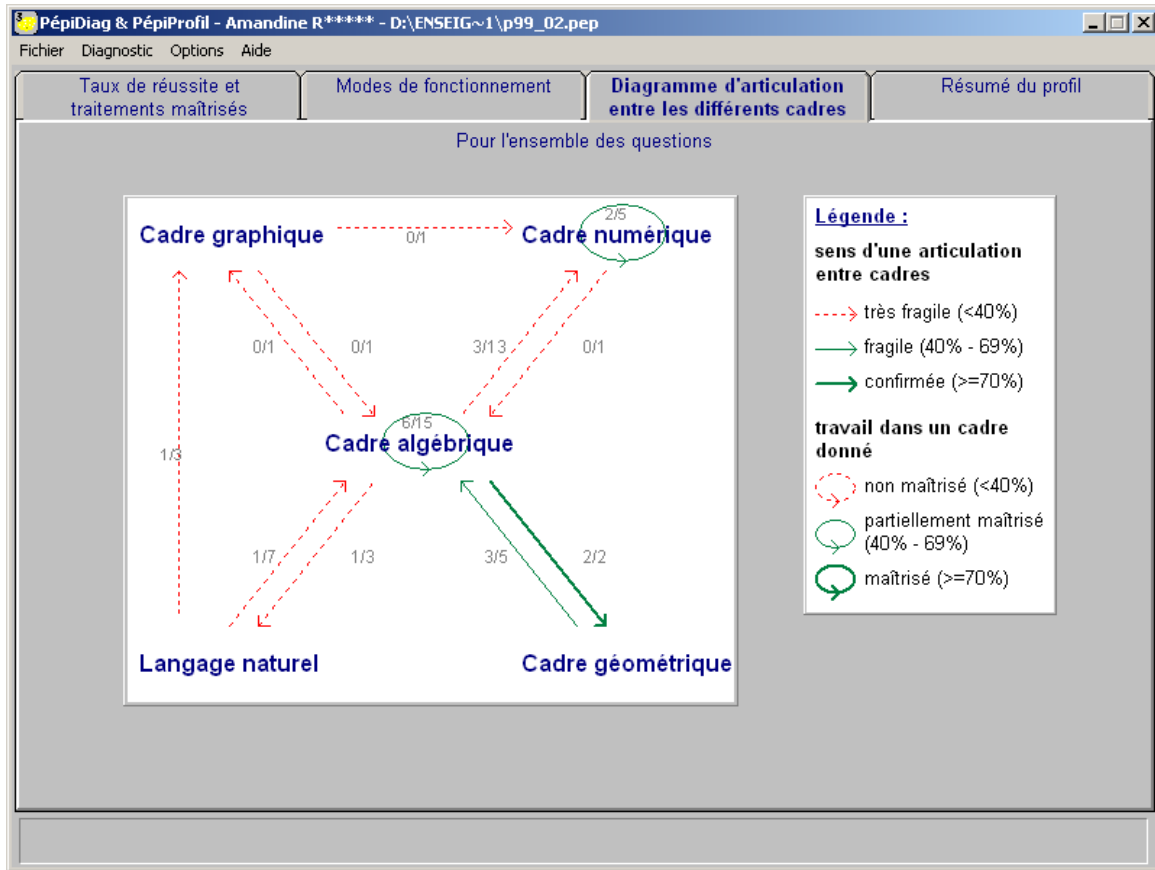 PépiDiag & PépiProfil - Amandine R***** - D:\ENSEIG~1\p99_02.pep
Fichier Diagnostic Options Aide
Taux de réussite et
traitements maîtrisés
Modes de fonctionnement
Diagramme d'articulation
entre les différents cadres
Résumé du profil
Pour l'ensemble des questions
Cadre graphique
0/1
2/5
Cadre numérique
0/1
0/1
3/13
0/1
6/15
Cadre algébrique
1/3
1/7
1/3
3/5
2/2
Langage naturel
Cadre géométrique
Légende :
sens d'une articulation
entre cadres
très fragile (<40%)
fragile (40% - 69%)
confirmée (>=70%)
travail dans un cadre
donné
non maîtrisé (<40%)
partiellement maîtrisé
(40% - 69%)
maîtrisé (>=70%)